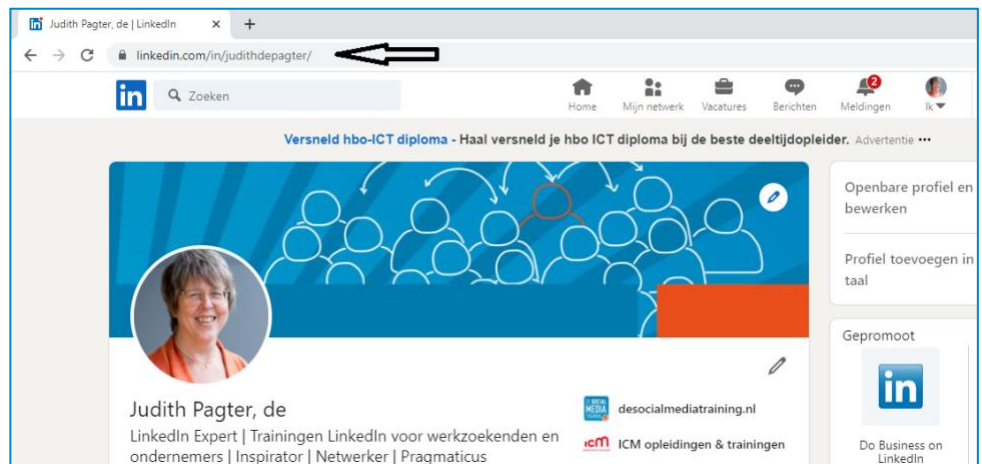 Judith Pagter, de | LinkedIn
linkedin.com/in/judithdepagter/
in
Zoeken
Home
Mijn netwerk
Vacatures
Berichten
2
Meldingen
Ik
Versneld hbo-ICT diploma - Haal versneld je hbo ICT diploma bij de beste deeltijdopleider. Advertentie
Openbare profiel en
bewerken
Profiel toevoegen in
taal
Gepromoot
in
Do Business on
LinkedIn
Judith Pagter, de
LinkedIn Expert | Trainingen LinkedIn voor werkzoekenden en
ondernemers | Inspirator | Netwerker | Pragmaticus
desocialmediatraining.nl
icm
ICM opleidingen & trainingen